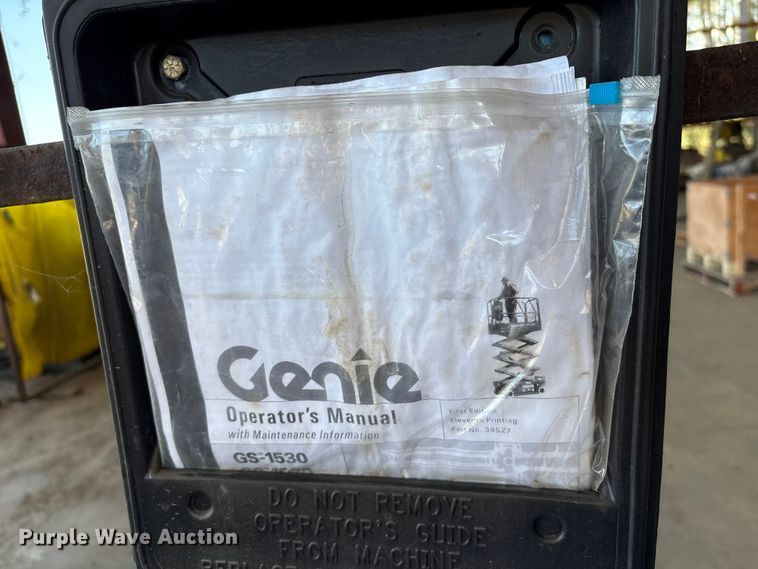 Genie®
Operator's Manual
with Maintenance Information
First Edition
Eleventh Printing
Part No. 39527
GS-1530
DO NOT REMOVE
OPERATOR'S GUIDE
FROM MACHINE
REPLACE
Purple Wave Auction